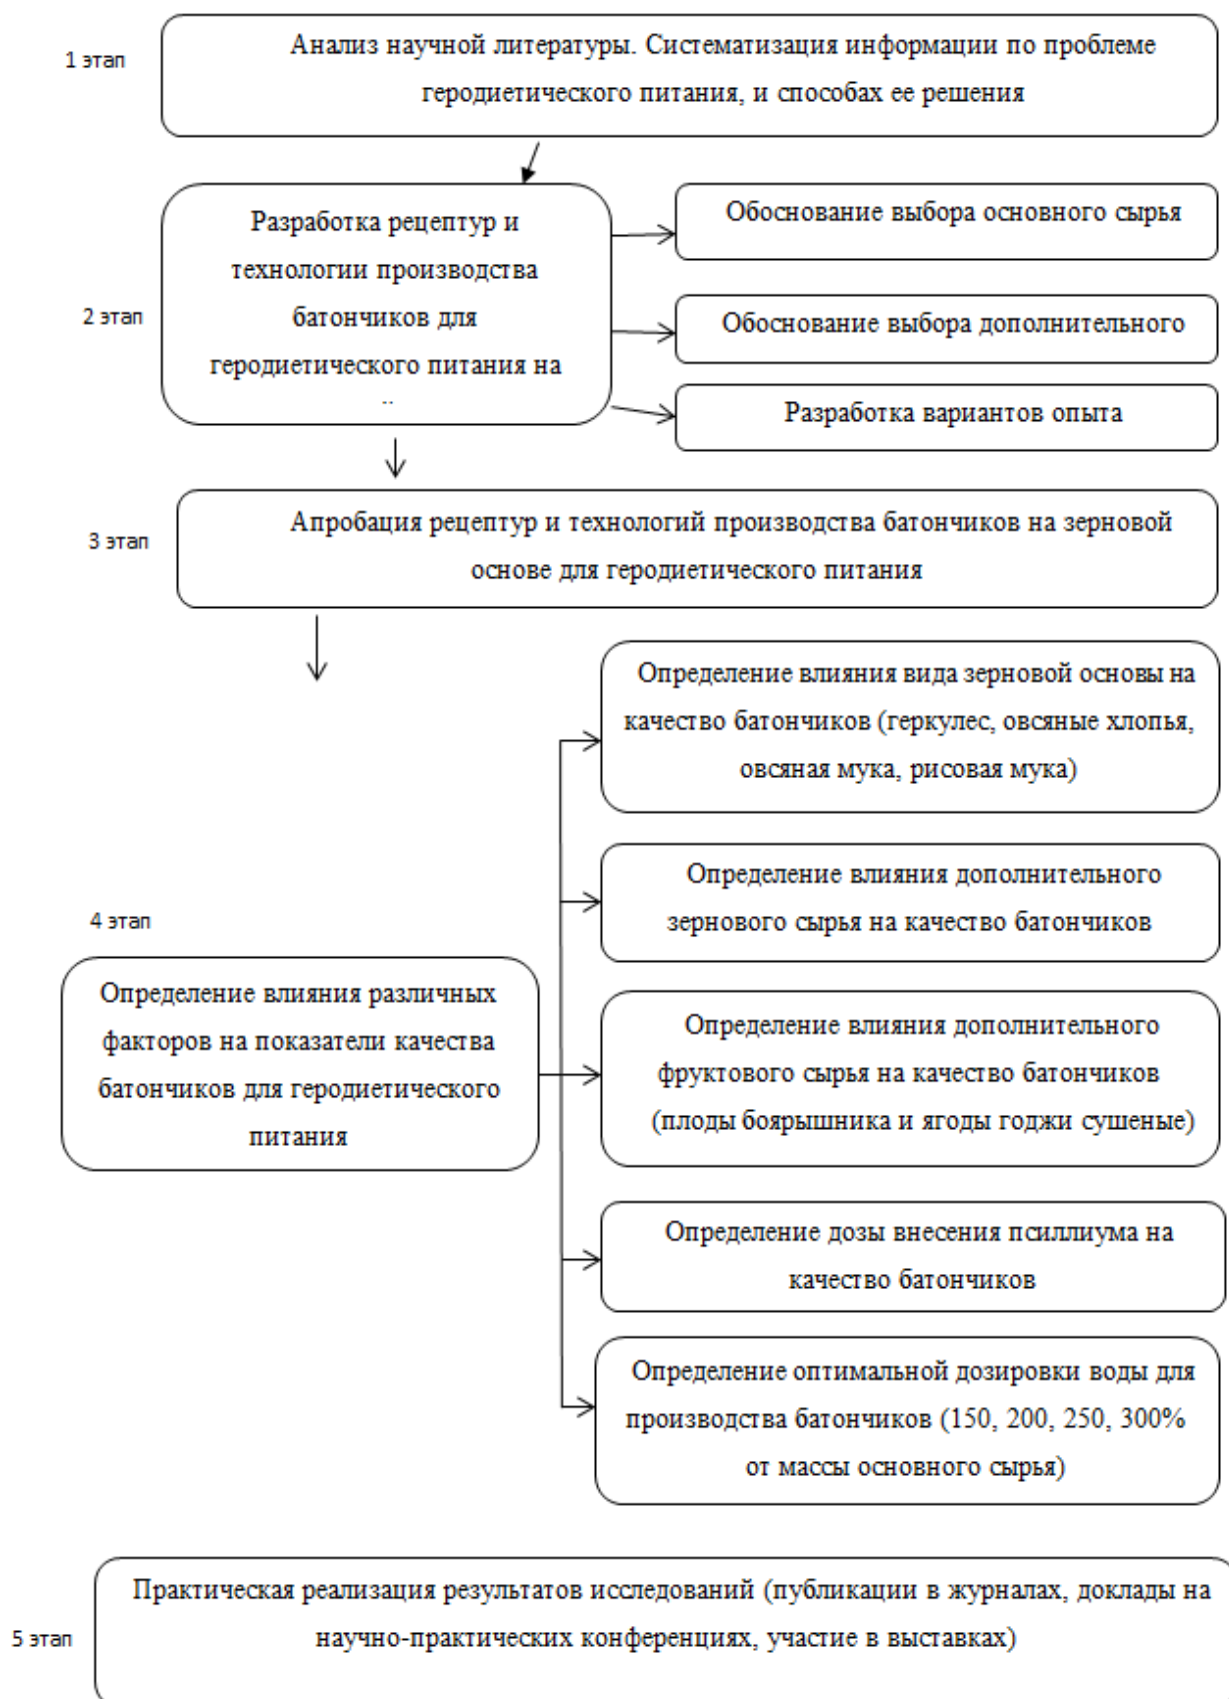 1 этап
Анализ научной литературы. Систематизация информации по проблеме
геродиетического питания, и способах ее решения
2 этап
Разработка рецептур и
технологии производства
батончиков для
геродиетического питания на
Обоснование выбора основного сырья
Обоснование выбора дополнительного
Разработка вариантов опыта
3 этап
Апробация рецептур и технологий производства батончиков на зерновой
основе для геродиетического питания
4 этап
Определение влияния различных
факторов на показатели качества
батончиков для геродиетического
питания
Определение влияния вида зерновой основы на
качество батончиков (геркулес, овсяные хлопья,
овсяная мука, рисовая мука)
Определение влияния дополнительного
зернового сырья на качество батончиков
Определение влияния дополнительного
фруктового сырья на качество батончиков
(плоды боярышника и ягоды годжи сушеные)
Определение дозы внесения псиллиума на
качество батончиков
Определение оптимальной дозировки воды для
производства батончиков (150, 200, 250, 300%
от массы основного сырья)
5 этап
Практическая реализация результатов исследований (публикации в журналах, доклады на
научно-практических конференциях, участие в выставках)